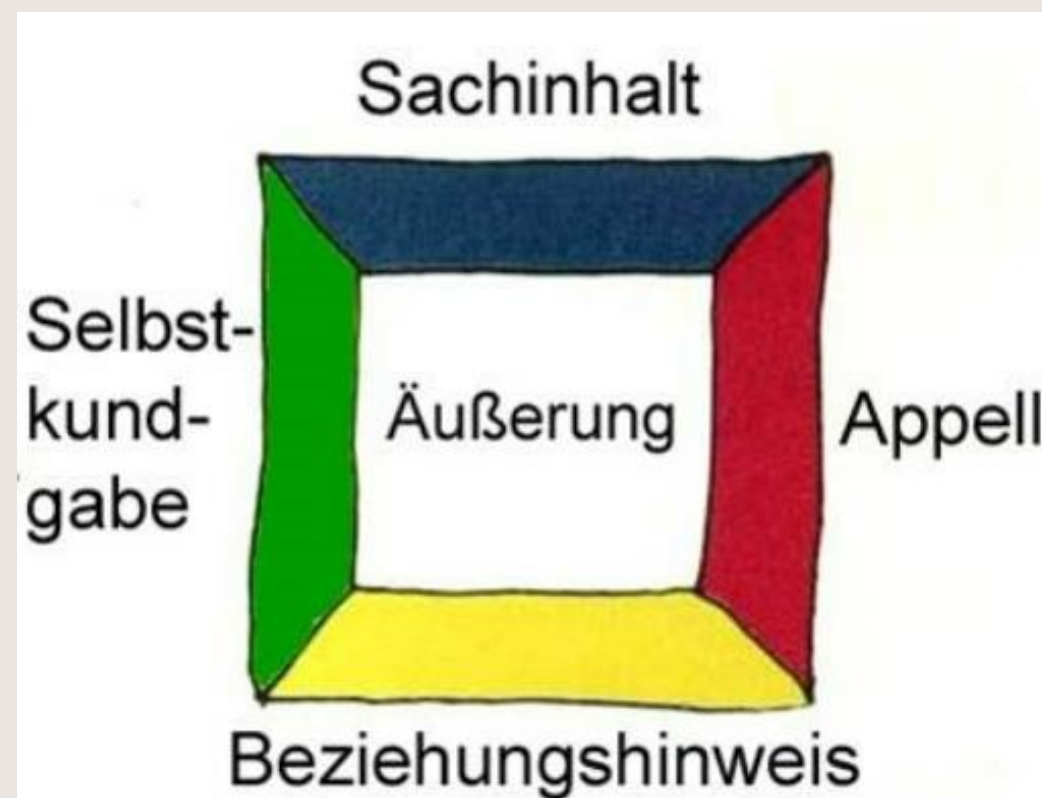 Sachinhalt
Selbst-
kund-
gabe
Äußerung
Appell
Beziehungshinweis